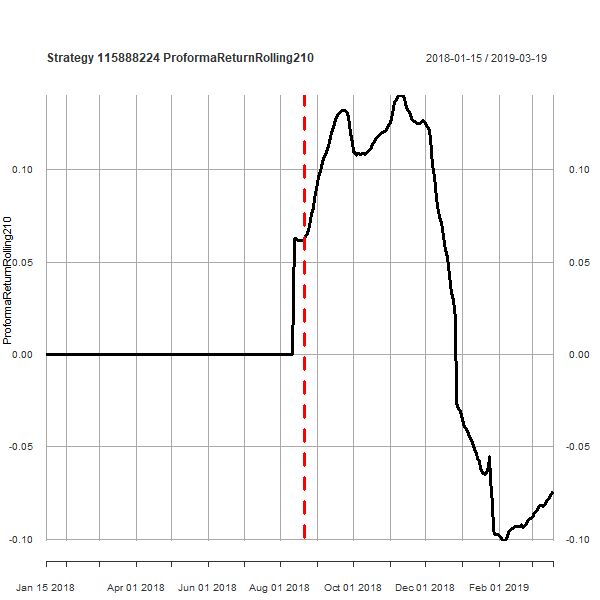 Strategy 115888224 ProformaReturnRolling210
2018-01-15 / 2019-03-19
ProformaReturnRolling210
0.10
0.10
0.05
0.05
0.00
0.00
-0.05
-0.05
-0.10
-0.10
Jan 15 2018
Apr 01 2018
Jun 01 2018
Aug 01 2018
Oct 01 2018
Dec 01 2018
Feb 01 2019